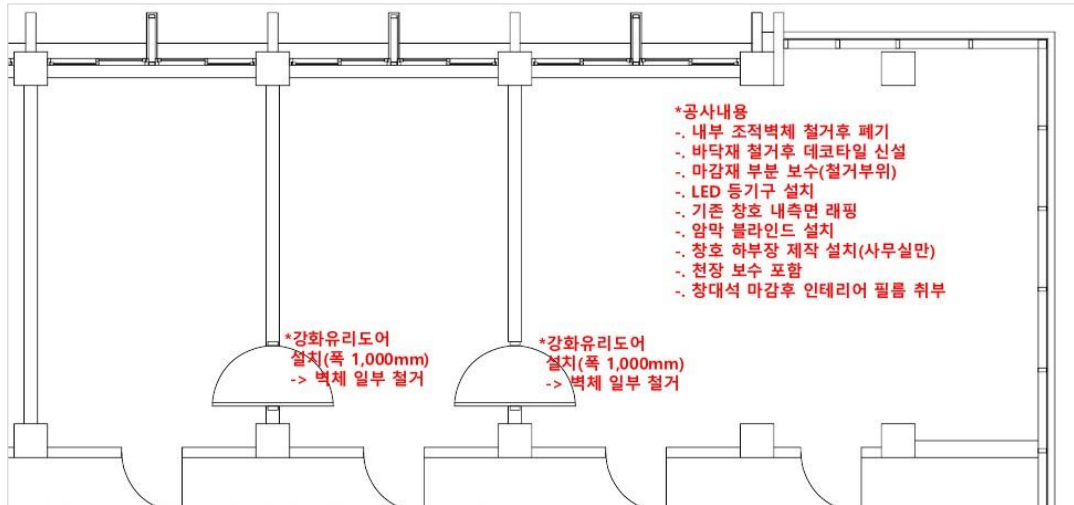 *공사내용
-. 내부 조적벽체 철거후 폐기
-. 바닥재 철거후 데코타일 신설
-. 마감재 부분 보수(철거부위)
-. LED 등기구 설치
-. 기존 창호 내측면 래핑
-. 암막 블라인드 설치
-. 창호 하부장 제작 설치(사무실만)
-. 천장 보수 포함
-. 창대석 마감후 인테리어 필름 취부
*강화유리도어
설치(폭 1,000mm)
-> 벽체 일부 철거
*강화유리도어
설치(폭 1,000mm)
-> 벽체 일부 철거